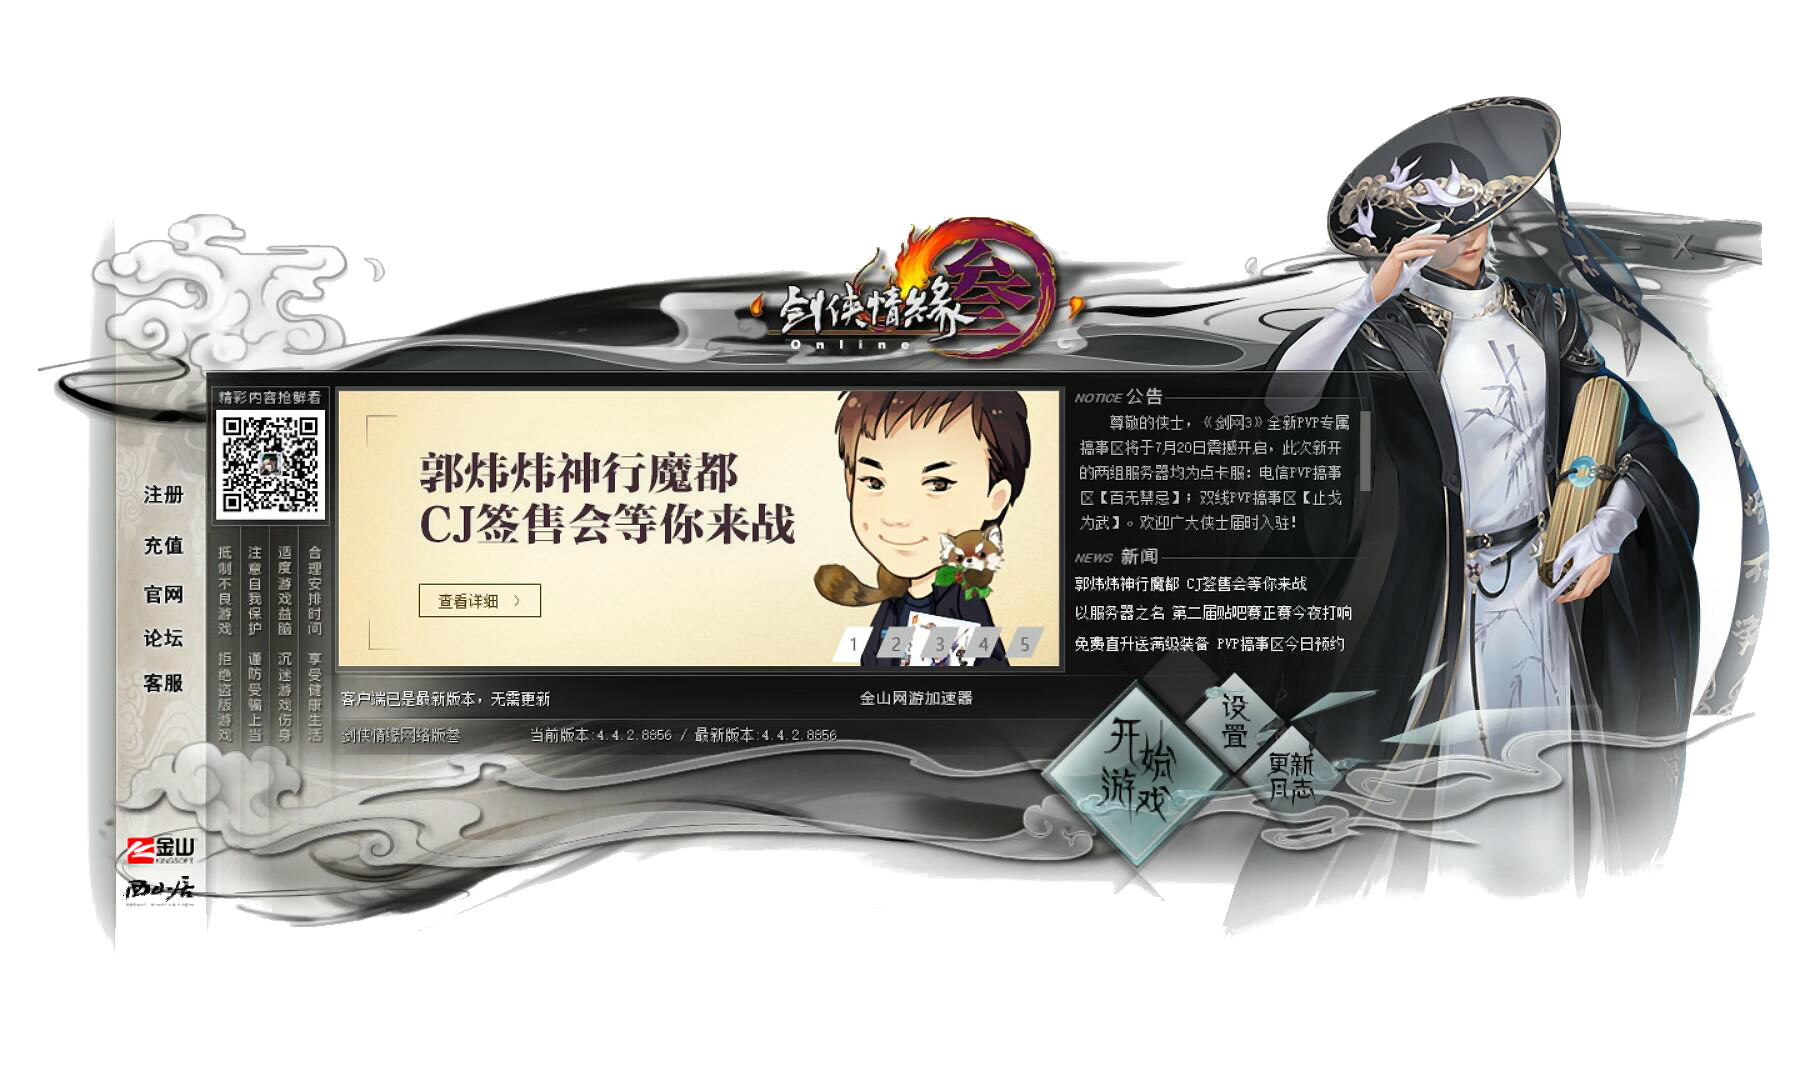 剑侠情缘叁
Online
精彩内容抢鲜看
注册
充值
官网
论坛
客服
抵制不良游戏 拒绝盗版游戏
注意自我保护 谨防受骗上当
适度游戏益脑 沉迷游戏伤身
合理安排时间 享受健康生活
郭炜炜神行魔都
CJ签售会等你来战
查看详细 >
1 2 3 4 5
NOTICE 公告
尊敬的侠士，《剑网3》全新PVP专属
搞事区将于7月20日震撼开启，此次新开
的两组服务器均为点卡服：电信PVP搞事
区【百无禁忌】；双线PVP搞事区【止戈
为武】。欢迎广大侠士届时入驻！
NEWS 新闻
郭炜炜神行魔都 CJ签售会等你来战
以服务器之名 第二届贴吧赛正赛今夜打响
免费直升送满级装备 PVP搞事区今日预约
客户端已是最新版本，无需更新
金山网游加速器
剑侠情缘网络版叁
当前版本:4.4.2.8856 / 最新版本:4.4.2.8856
开始游戏
设置
更新日志
金山
KINGSOFT
西山居